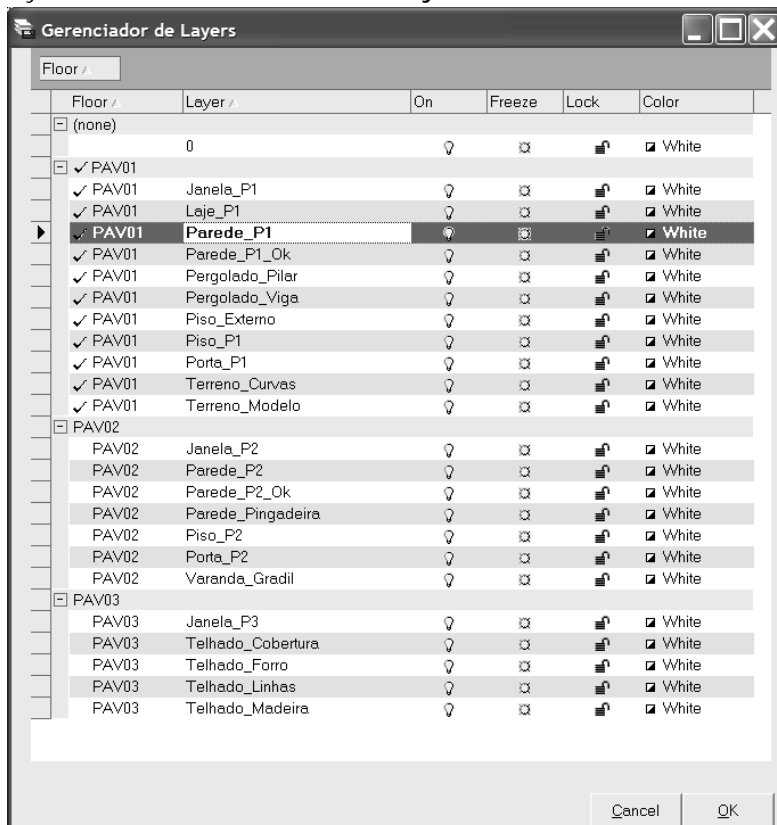 Gerenciador de Layers
Floor
Floor Layer On Freeze Lock Color
(none)
0 White
PAV01
PAV01 Janela_P1 White
PAV01 Laje_P1 White
PAV01 Parede_P1 White
PAV01 Parede_P1_Ok White
PAV01 Pergolado_Pilar White
PAV01 Pergolado_Viga White
PAV01 Piso_Externo White
PAV01 Piso_P1 White
PAV01 Porta_P1 White
PAV01 Terreno_Curvas White
PAV01 Terreno_Modelo White
PAV02
PAV02 Janela_P2 White
PAV02 Parede_P2 White
PAV02 Parede_P2_Ok White
PAV02 Parede_Pingadeira White
PAV02 Piso_P2 White
PAV02 Porta_P2 White
PAV02 Varanda_Gradil White
PAV03
PAV03 Janela_P3 White
PAV03 Telhado_Cobertura White
PAV03 Telhado_Forro White
PAV03 Telhado_Linhas White
PAV03 Telhado_Madeira White
Cancel OK